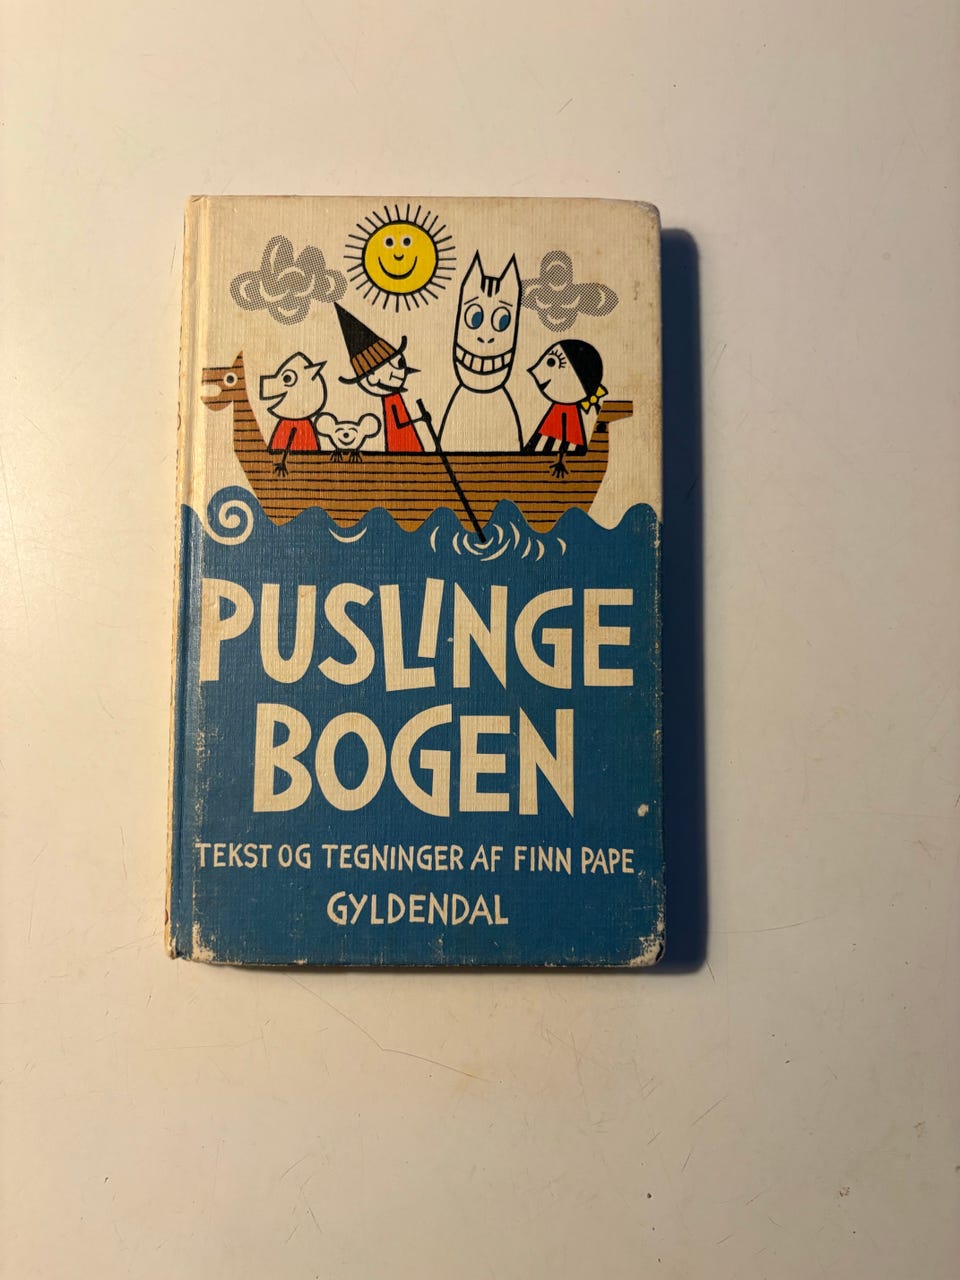 PUSLINGE
BOGEN
TEKST OG TEGNINGER AF FINN PAPE
GYLDENDAL